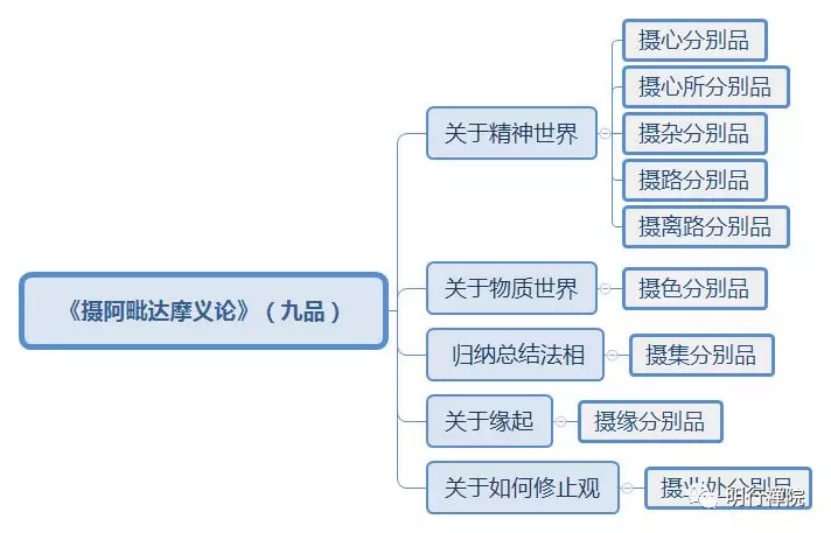 《摄阿毗达摩义论》（九品）
关于精神世界
摄心分别品
摄心所分别品
摄杂分别品
摄路分别品
摄离路分别品
关于物质世界
摄色分别品
归纳总结法相
摄集分别品
关于缘起
摄缘分别品
关于如何修止观
摄业处分别品
明行禅院